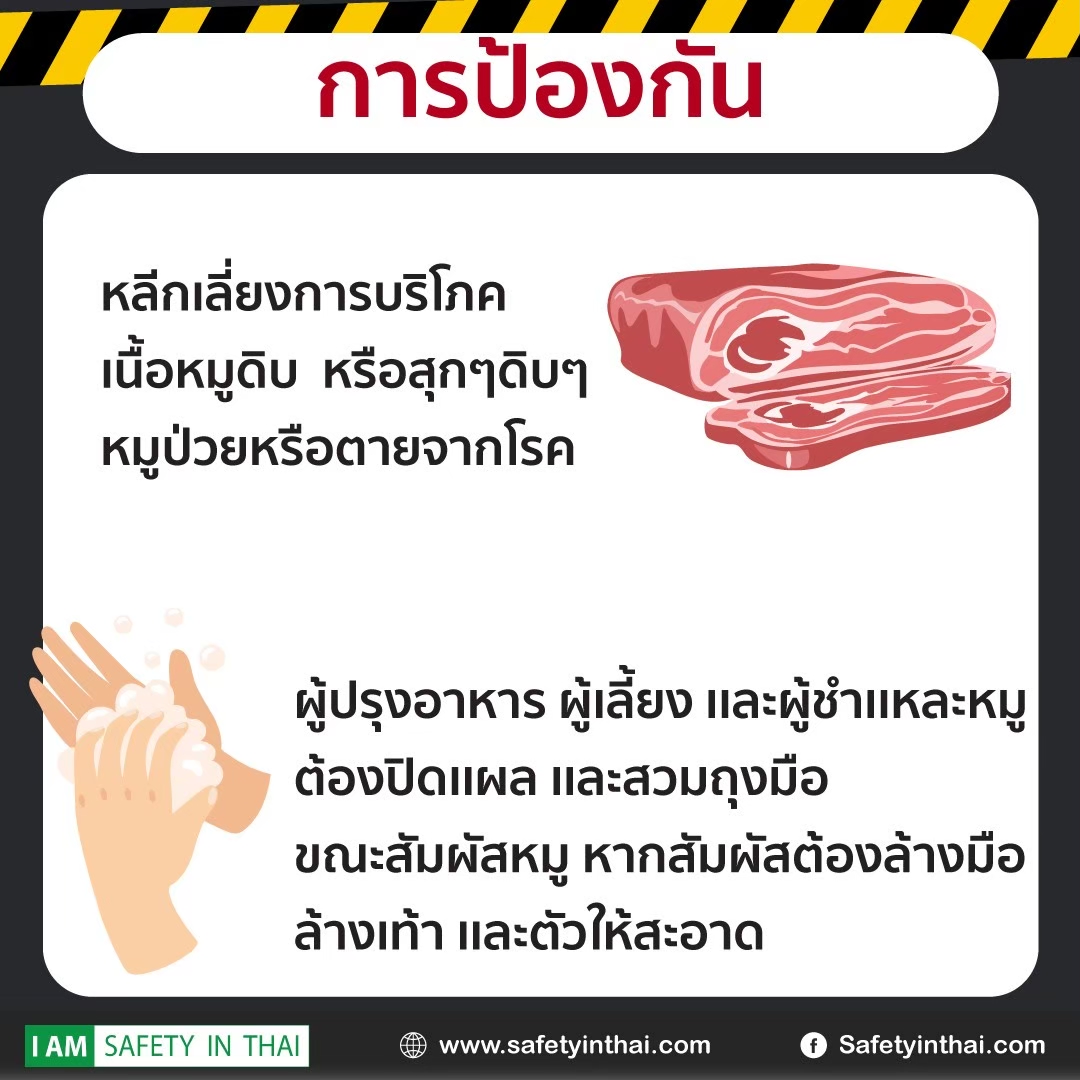 การป้องกัน
หลีกเลี่ยงการบริโภค
เนื้อหมูดิบ หรือสุกๆดิบๆ
หมูป่วยหรือตายจากโรค
ผู้ปรุงอาหาร ผู้เลี้ยง และผู้ชำแหละหมู
ต้องปิดแผล และสวมถุงมือ
ขณะสัมผัสหมู หากสัมผัสต้องล้างมือ
ล้างเท้า และตัวให้สะอาด
I AM SAFETY IN THAI
www.safetyinthai.com
Safetyinthai.com